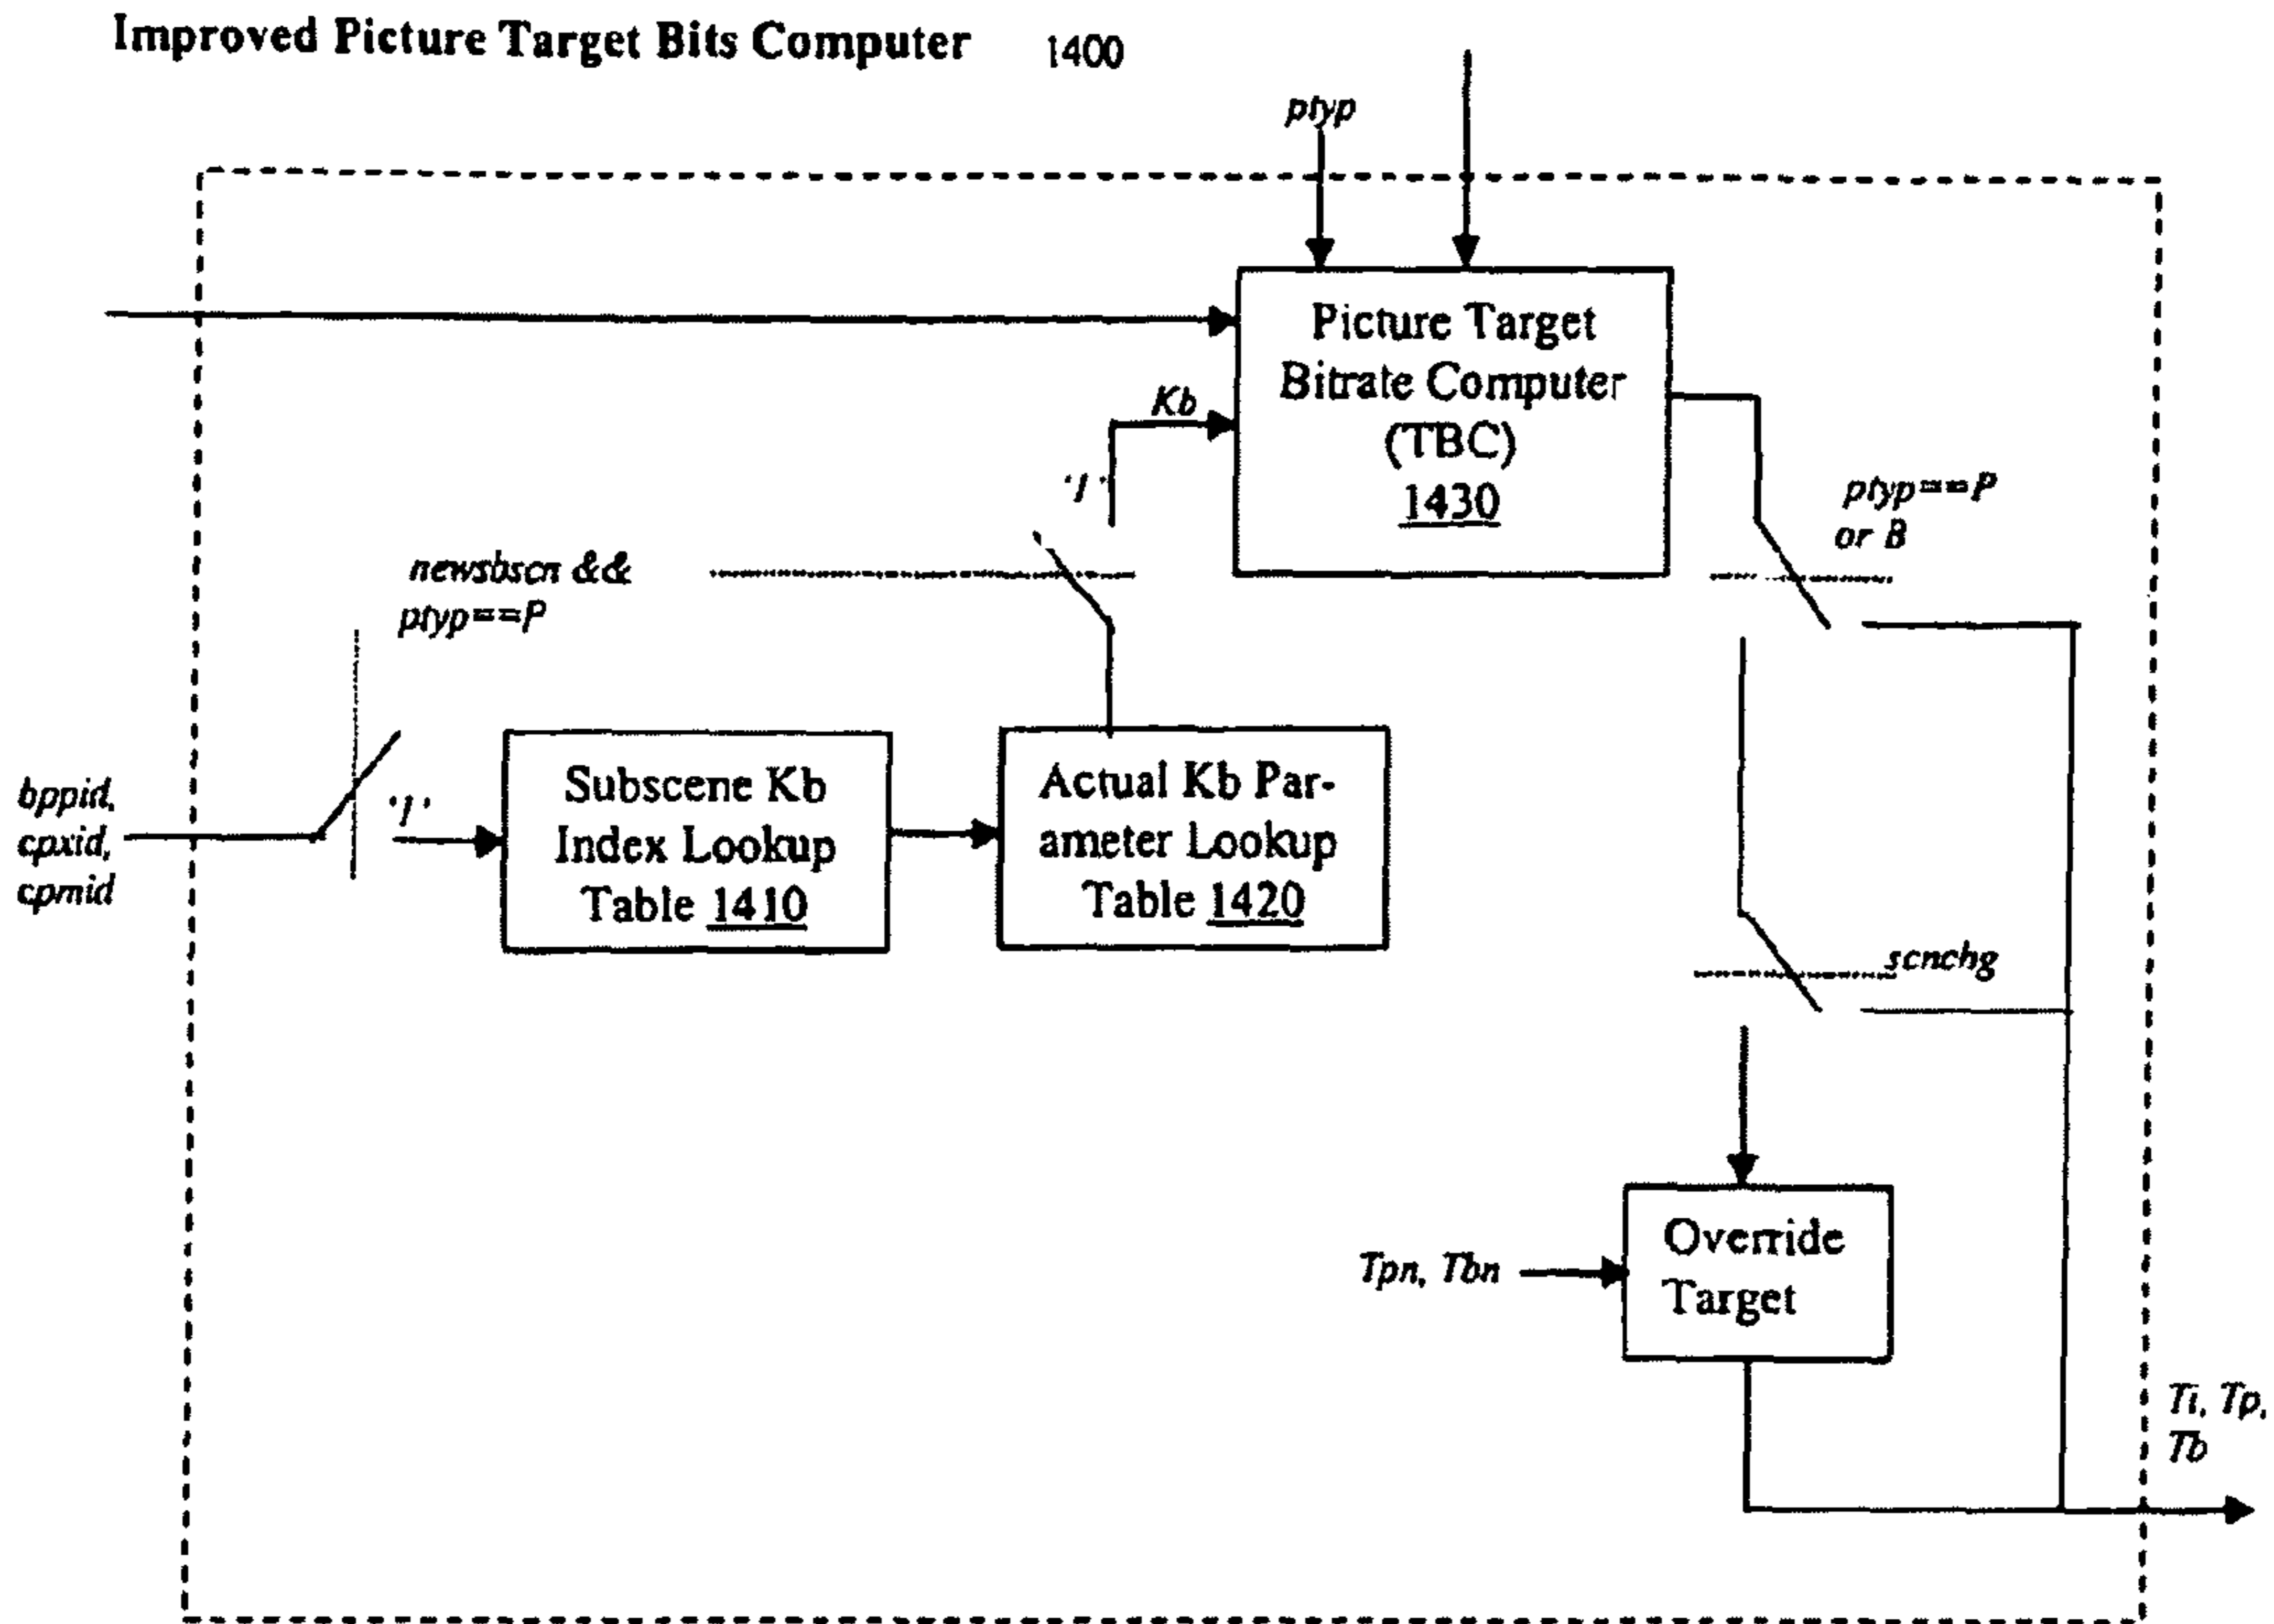 Improved Picture Target Bits Computer 1400
ptyp
Picture Target
Bitrate Computer
(TBC)
1430
Kb
'1'
ptyp==P
or B
newsbscn &&
ptyp==P
bppid,
cpxid,
cpmid
'1'
Subscene Kb
Index Lookup
Table 1410
Actual Kb Par-
ameter Lookup
Table 1420
scnchg
Tpn, Tbn
Override
Target
Ti, Tp,
Tb